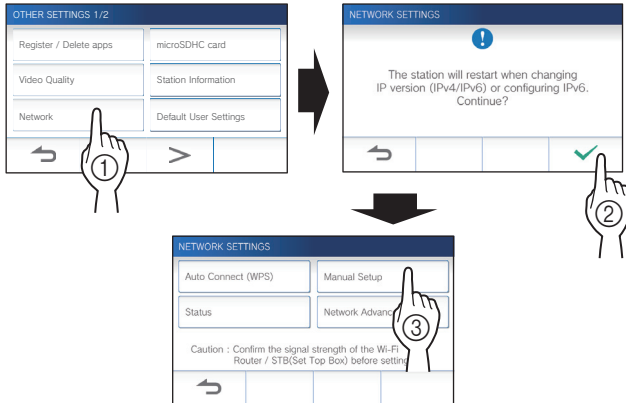 OTHER SETTINGS 1/2
Register / Delete apps
microSDHC card
Video Quality
Station Information
Network
Default User Settings
1
NETWORK SETTINGS
The station will restart when changing
IP version (IPv4/IPv6) or configuring IPv6.
Continue?
2
NETWORK SETTINGS
Auto Connect (WPS)
Manual Setup
Status
Network
3
Caution : Confirm the signal strength of the Wi-Fi
Router / STB(Set Top Box) before